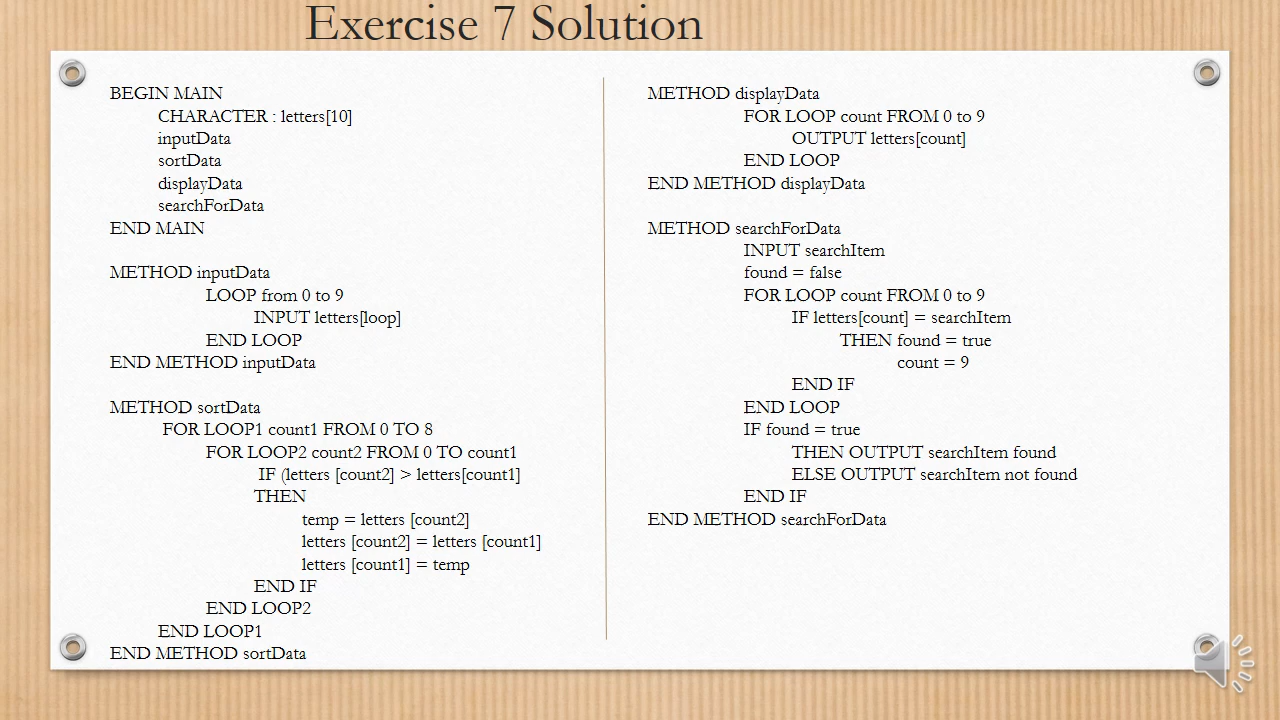 Exercise 7 Solution
BEGIN MAIN
CHARACTER : letters[10]
inputData
sortData
displayData
searchForData
END MAIN
METHOD inputData
LOOP from 0 to 9
INPUT letters[loop]
END LOOP
END METHOD inputData
METHOD sortData
FOR LOOP1 count1 FROM 0 TO 8
FOR LOOP2 count2 FROM 0 TO count1
IF (letters [count2] > letters[count1]
THEN
temp = letters [count2]
letters [count2] = letters [count1]
letters [count1] = temp
END IF
END LOOP2
END LOOP1
END METHOD sortData
METHOD displayData
FOR LOOP count FROM 0 to 9
OUTPUT letters[count]
END LOOP
END METHOD displayData
METHOD searchForData
INPUT searchItem
found = false
FOR LOOP count FROM 0 to 9
IF letters[count] = searchItem
THEN found = true
count = 9
END IF
END LOOP
IF found = true
THEN OUTPUT searchItem found
ELSE OUTPUT searchItem not found
END IF
END METHOD searchForData